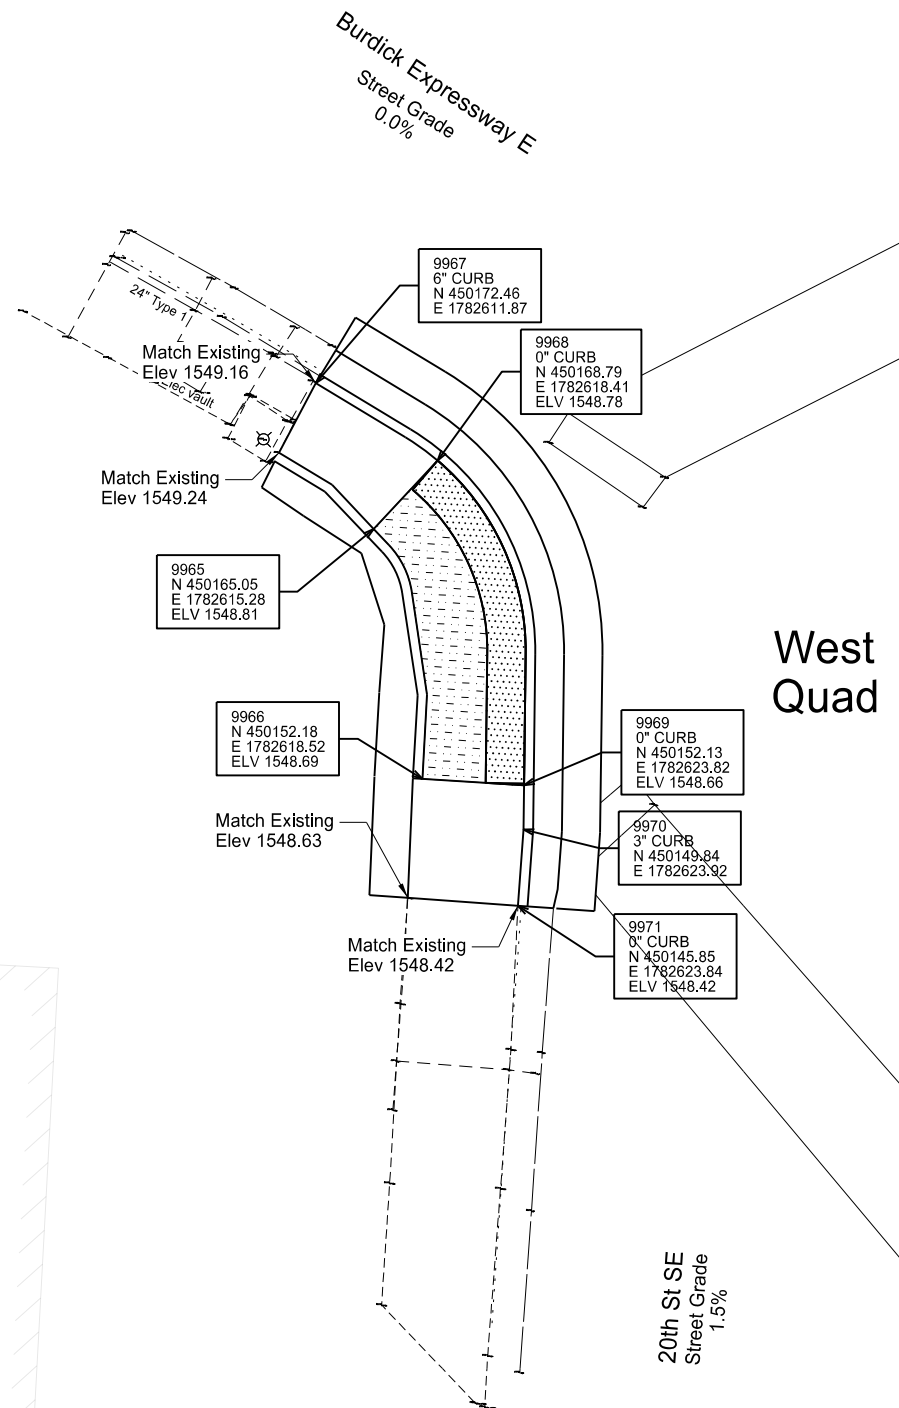 Burdick Expressway E
Street Grade
0.0%
9967
6" CURB
N 450172.46
E 1782611.87
24" Type 1
9968
0" CURB
N 450168.79
E 1782618.41
ELV 1548.78
Match Existing
Elev 1549.16
vault
Match Existing
Elev 1549.24
9965
N 450165.05
E 1782615.28
ELV 1548.81
West
Quad
9966
N 450152.18
E 1782618.52
ELV 1548.69
9969
0" CURB
N 450152.13
E 1782623.82
ELV 1548.66
Match Existing
Elev 1548.63
9970
3" CURB
N 450149.84
E 1782623.92
Match Existing
Elev 1548.42
9971
0" CURB
N 450145.85
E 1782623.84
ELV 1548.42
20th St SE
Street Grade
1.5%